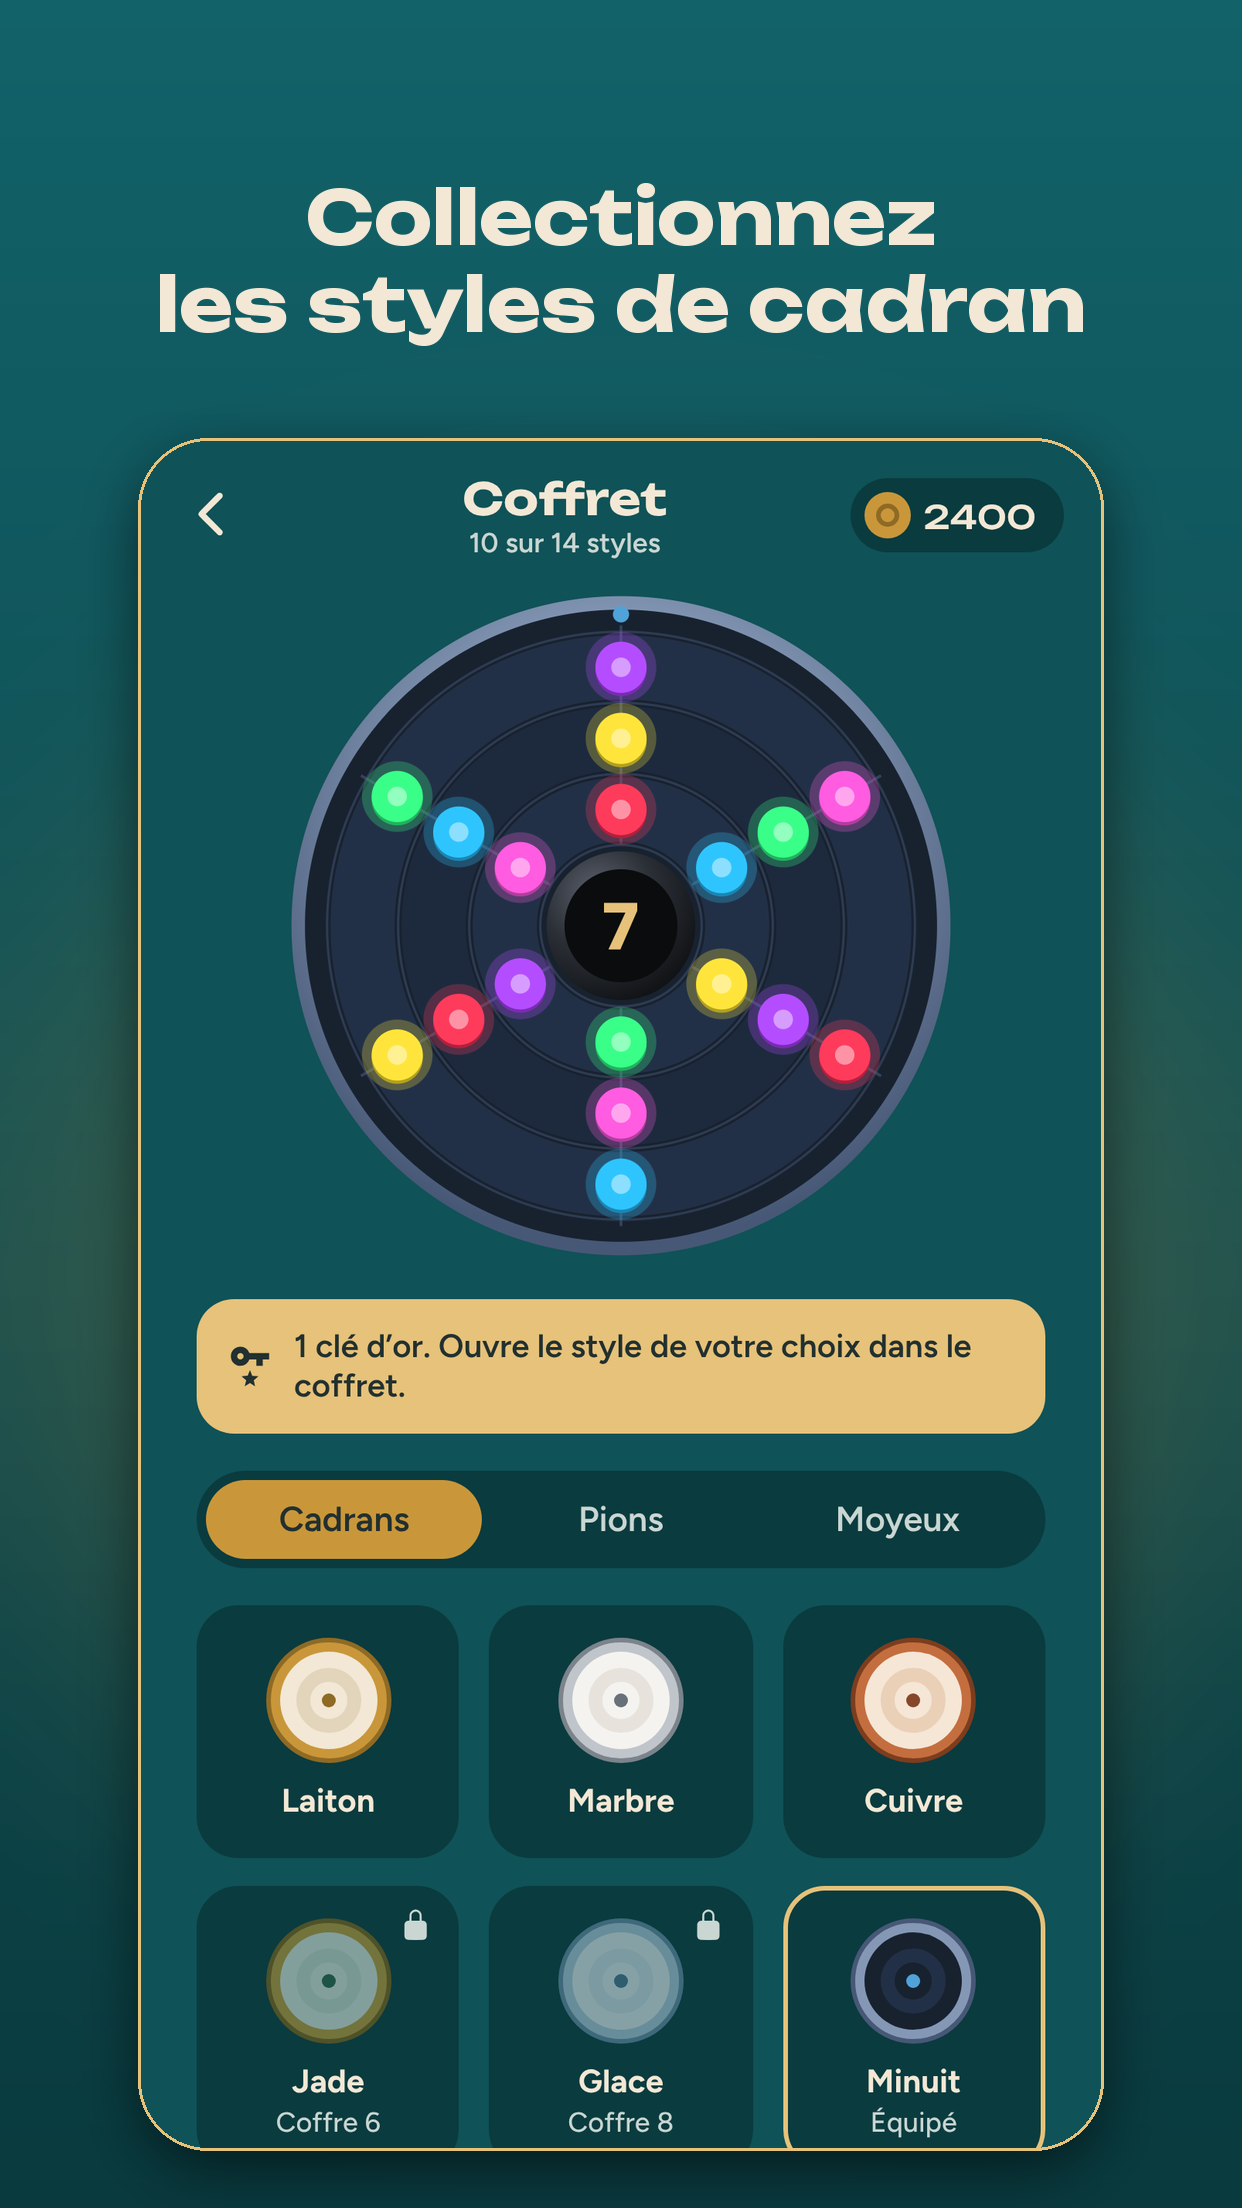 Collectionnez
les styles de cadran
Coffret
10 sur 14 styles
2400
7
1 clé d’or. Ouvre le style de votre choix dans le
coffret.
Cadrans
Pions
Moyeux
Laiton
Marbre
Cuivre
Jade
Coffre 6
Glace
Coffre 8
Minuit
Équipé